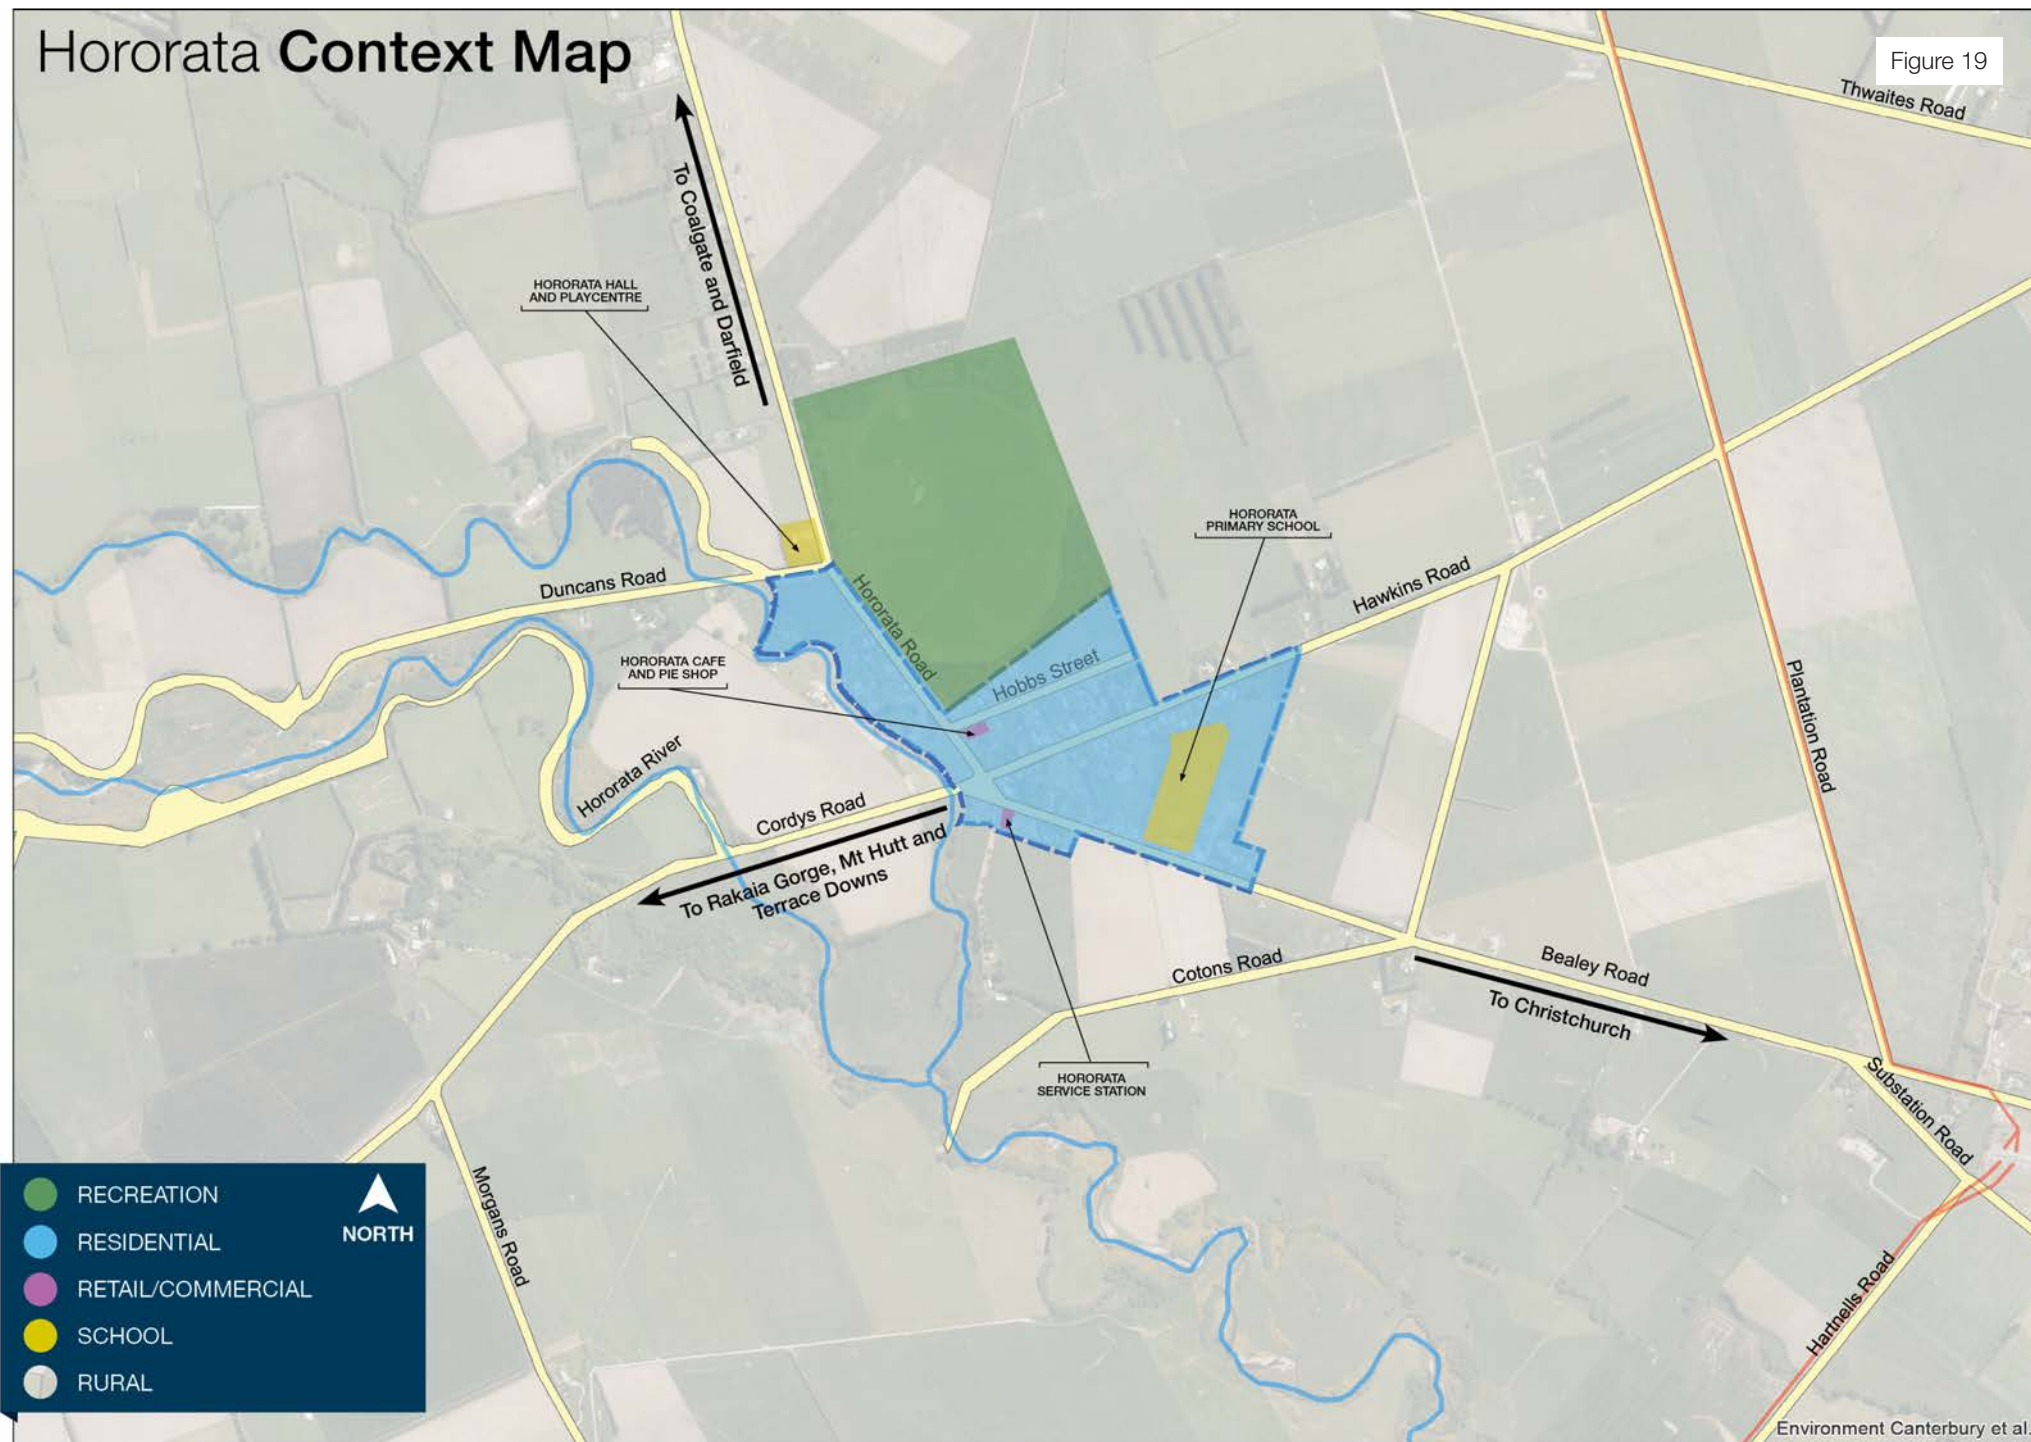 Hororata Context Map
Figure 19
Thwaites Road
To Coalgate and Darfield
HORORATA HALL
AND PLAYCENTRE
HORORATA
PRIMARY SCHOOL
Duncans Road
Hororata Road
Hawkins Road
HORORATA CAFE
AND PIE SHOP
Hobbs Street
Plantation Road
Hororata River
Cordys Road
To Rakaia Gorge, Mt Hutt and
Terrace Downs
Cotons Road
Bealey Road
To Christchurch
HORORATA
SERVICE STATION
Substation Road
Morgans Road
Hartnells Road
RECREATION
RESIDENTIAL
RETAIL/COMMERCIAL
SCHOOL
RURAL
NORTH
Environment Canterbury et al.